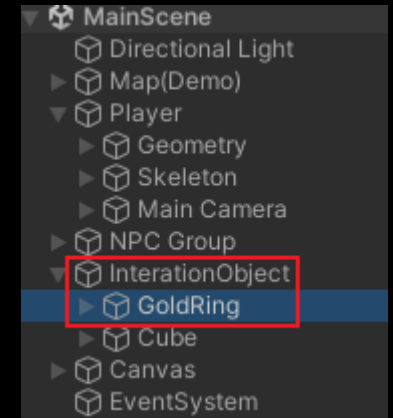 MainScene
Directional Light
Map(Demo)
Player
Geometry
Skeleton
Main Camera
NPC Group
InterationObject
GoldRing
Cube
Canvas
EventSystem